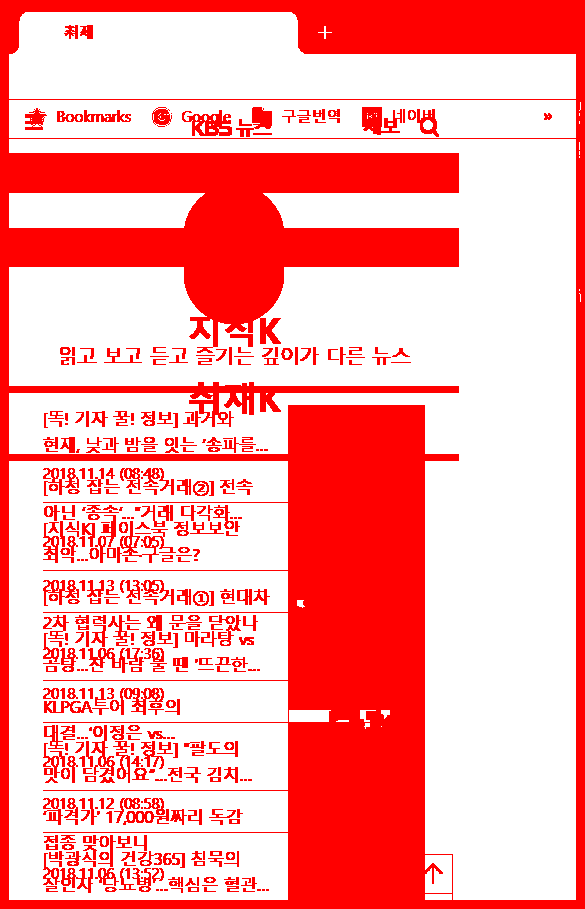 취재
+
Bookmarks Google 구글번역 네이버 »
KBS 뉴스 제보
지식K
읽고 보고 듣고 즐기는 깊이가 다른 뉴스
취재K
[똑! 기자 꿀! 정보] 과거와
현재, 낮과 밤을 잇는 ‘송파를...
2018.11.14 (08:48)
[하청 잡는 전속거래②] 전속
아닌 ‘종속’..."거래 다각화...
[지식K] 페이스북 정보보안
2018.11.07 (07:05)
최악...아마존·구글은?
2018.11.13 (13:05)
[하청 잡는 전속거래①] 현대차
2차 협력사는 왜 문을 닫았나
[똑! 기자 꿀! 정보] 마라탕 vs
2018.11.06 (17:36)
곰탕...찬 바람 불 땐 ‘뜨끈한...
2018.11.13 (09:08)
KLPGA투어 최후의
대결...‘이정은 vs...
[똑! 기자 꿀! 정보] "팔도의
2018.11.06 (14:17)
맛이 담겼어요"...전국 김치...
2018.11.12 (08:58)
‘파격가’ 17,000원짜리 독감
접종 맞아보니
[박광식의 건강365] 침묵의
2018.11.06 (13:52)
살인자 ‘당뇨병’...핵심은 혈관...